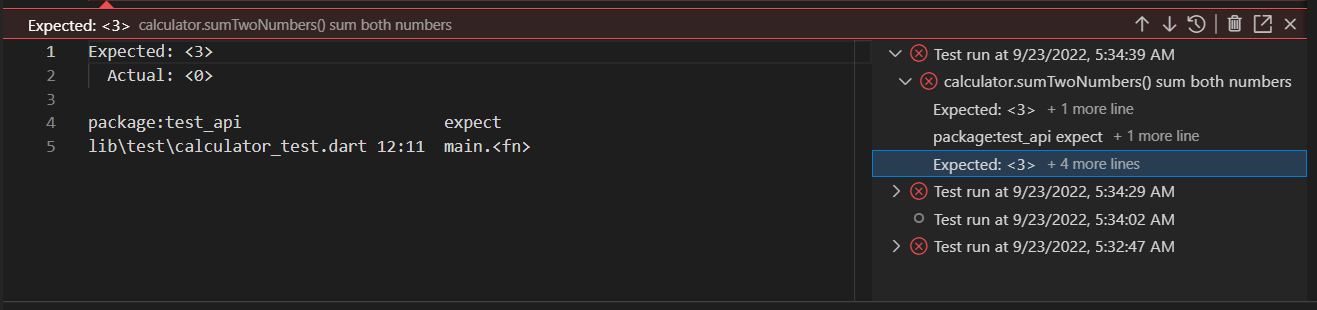 Expected: <3> calculator.sumTwoNumbers() sum both numbers
1 Expected: <3>
2 Actual: <0>
3
4 package:test_api expect
5 lib\test\calculator_test.dart 12:11 main.<fn>
Test run at 9/23/2022, 5:34:39 AM
calculator.sumTwoNumbers() sum both numbers
Expected: <3> + 1 more line
package:test_api expect + 1 more line
Expected: <3> + 4 more lines
Test run at 9/23/2022, 5:34:29 AM
Test run at 9/23/2022, 5:34:02 AM
Test run at 9/23/2022, 5:32:47 AM